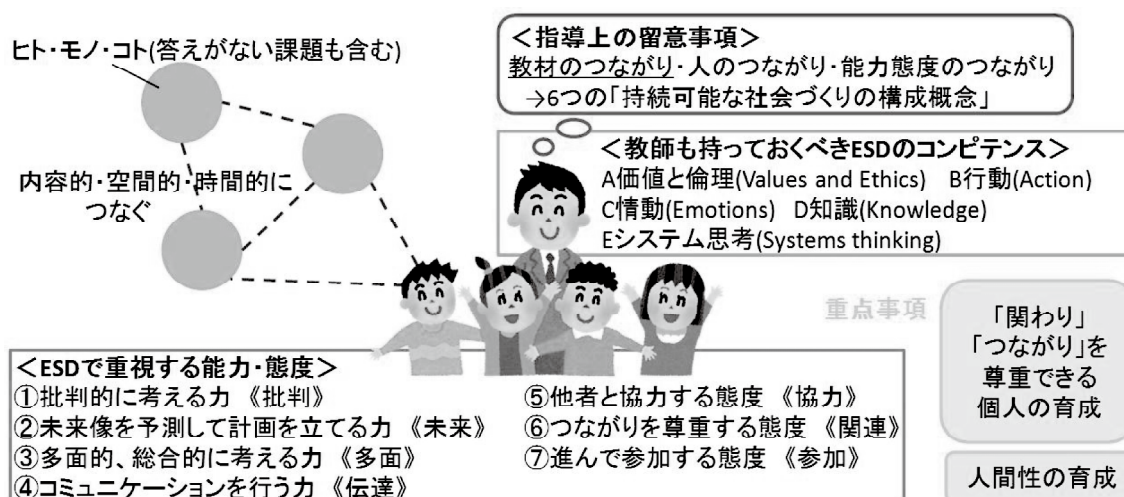 ヒト・モノ・コト(答えがない課題も含む)
内容的・空間的・時間的に
つなぐ
＜指導上の留意事項＞
教材のつながり・人のつながり・能力態度のつながり
→6つの「持続可能な社会づくりの構成概念」
＜教師も持っておくべきESDのコンピテンス＞
A価値と倫理(Values and Ethics)　B行動(Action)
C情動(Emotions)　D知識(Knowledge)
Eシステム思考(Systems thinking)
重点事項
「関わり」
「つながり」を
尊重できる
個人の育成
人間性の育成
＜ESDで重視する能力・態度＞
①批判的に考える力 《批判》
②未来像を予測して計画を立てる力 《未来》
③多面的、総合的に考える力 《多面》
④コミュニケーションを行う力 《伝達》
⑤他者と協力する態度 《協力》
⑥つながりを尊重する態度 《関連》
⑦進んで参加する態度 《参加》